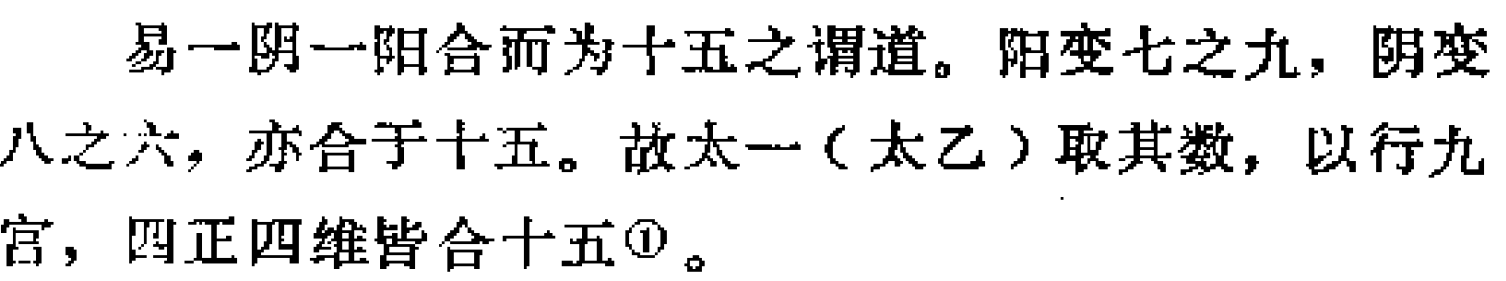 易一阴一阳合而为十五之谓道。阳变七之九，阴变
八之六，亦合于十五。故太一（太乙）取其数，以行九
宫，四正四维皆合十五①。